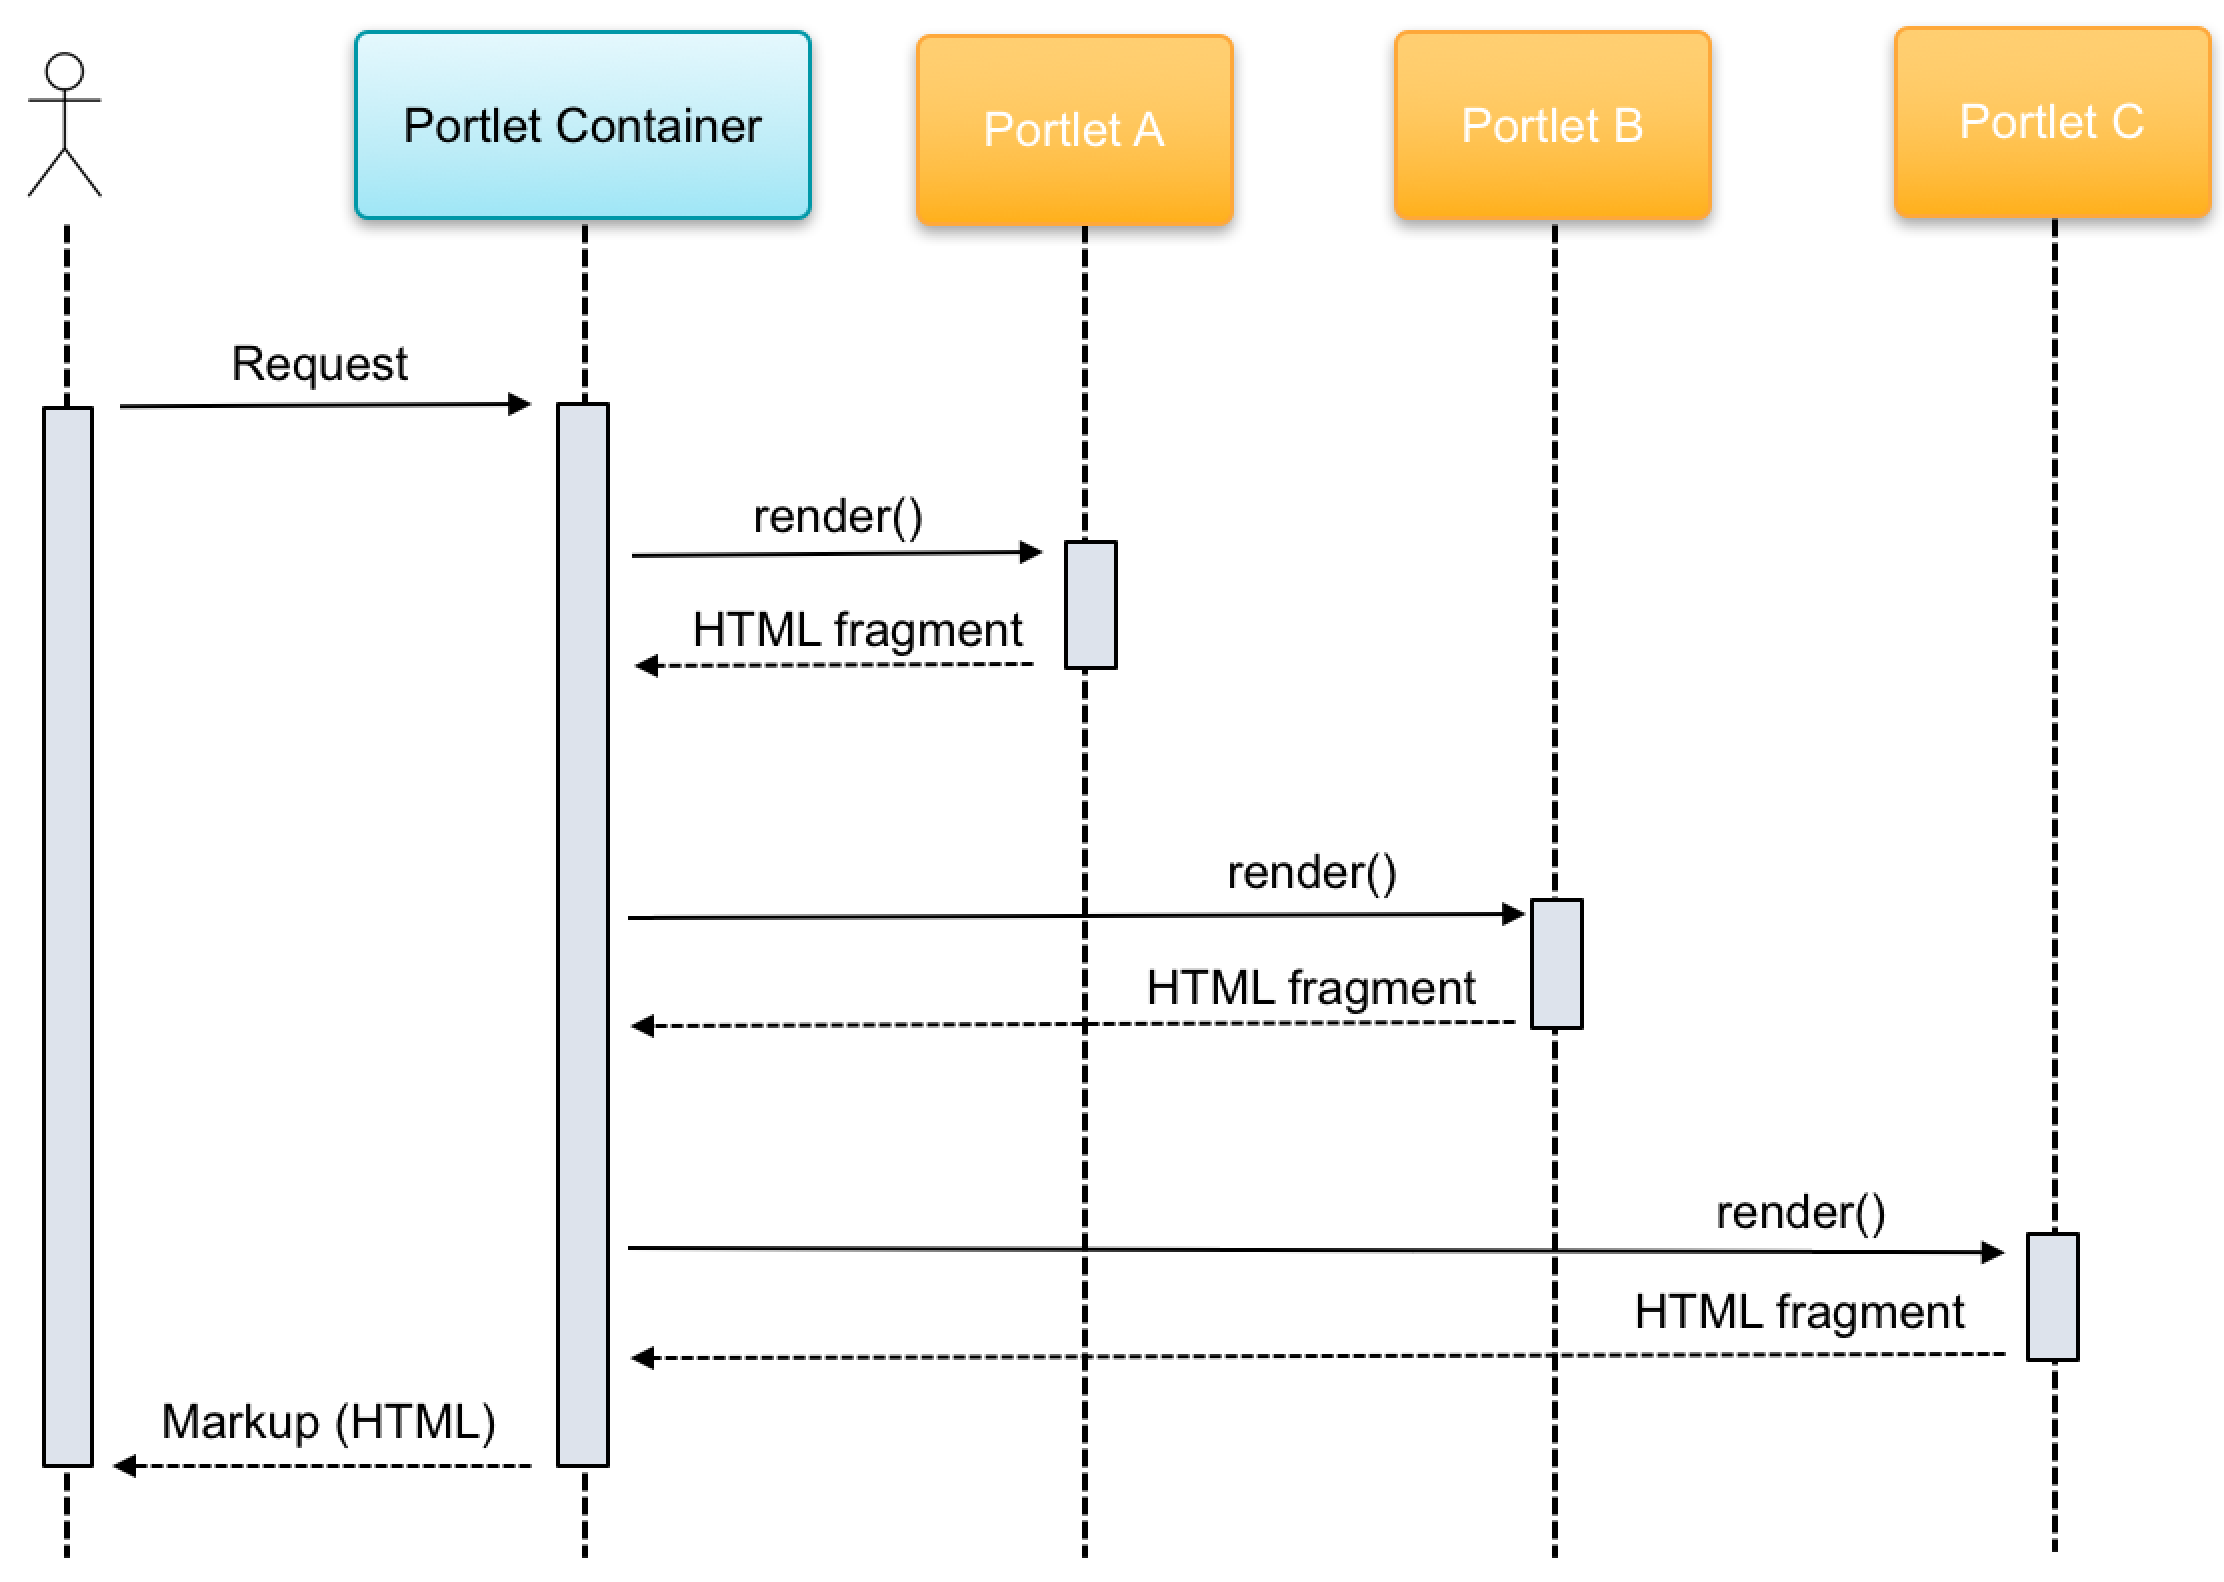 Portlet Container
Portlet A
Portlet B
Portlet C
Request
render()
HTML fragment
render()
HTML fragment
render()
HTML fragment
Markup (HTML)